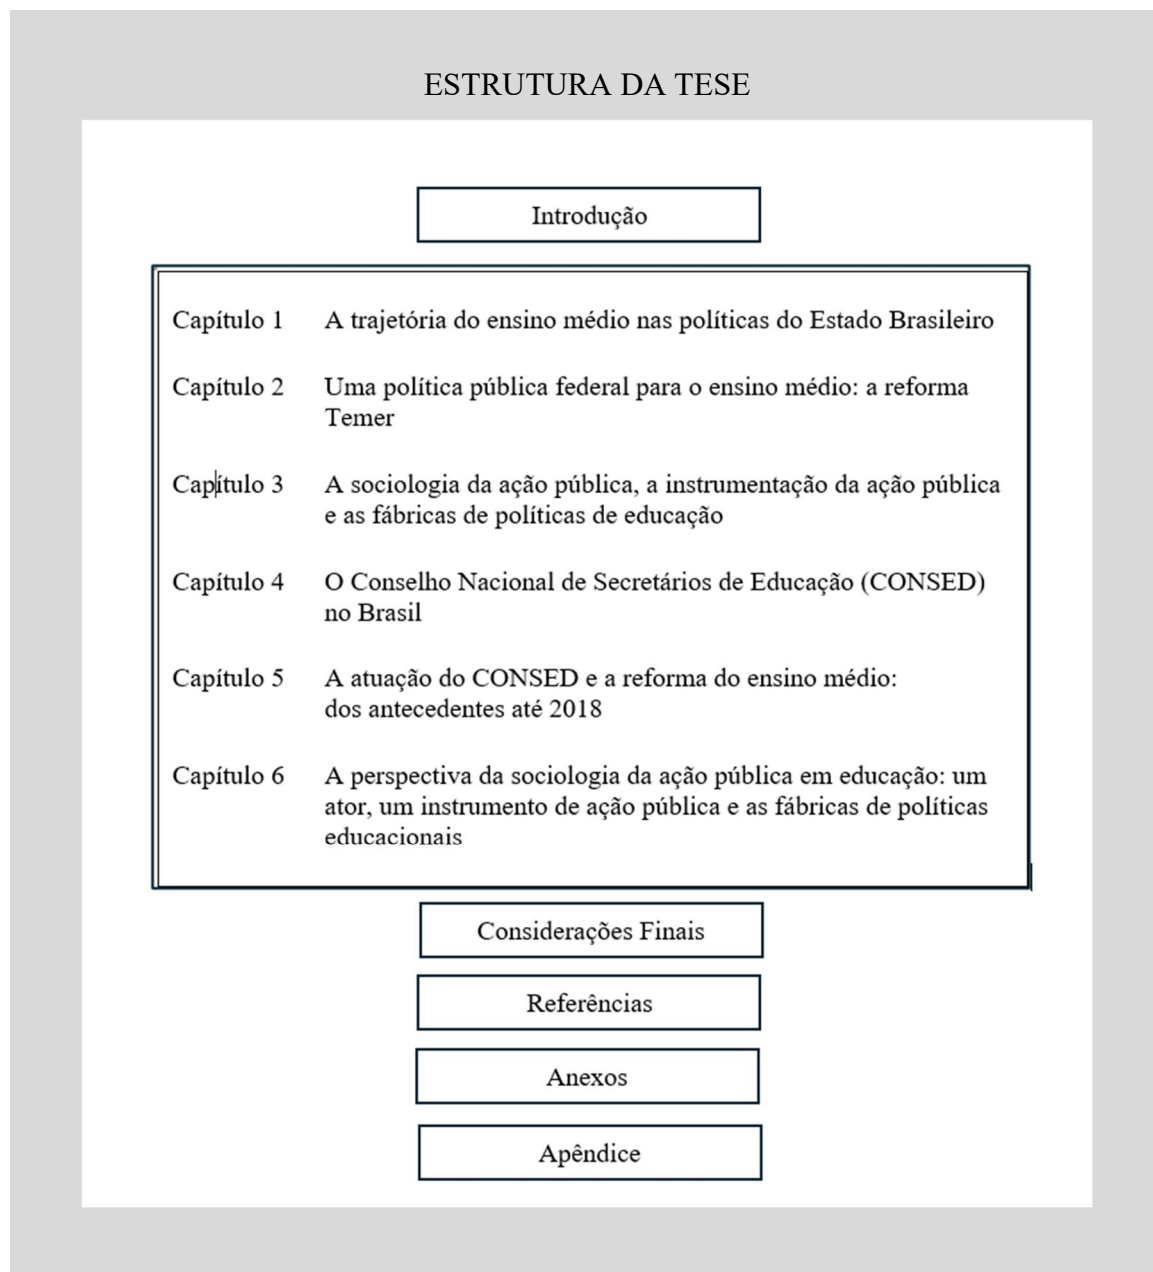 ESTRUTURA DA TESE
Introdução
Capítulo 1 A trajetória do ensino médio nas políticas do Estado Brasileiro
Capítulo 2 Uma política pública federal para o ensino médio: a reforma
Temer
Capítulo 3 A sociologia da ação pública, a instrumentação da ação pública
e as fábricas de políticas de educação
Capítulo 4 O Conselho Nacional de Secretários de Educação (CONSED)
no Brasil
Capítulo 5 A atuação do CONSED e a reforma do ensino médio:
dos antecedentes até 2018
Capítulo 6 A perspectiva da sociologia da ação pública em educação: um
ator, um instrumento de ação pública e as fábricas de políticas
educacionais
Considerações Finais
Referências
Anexos
Apêndice